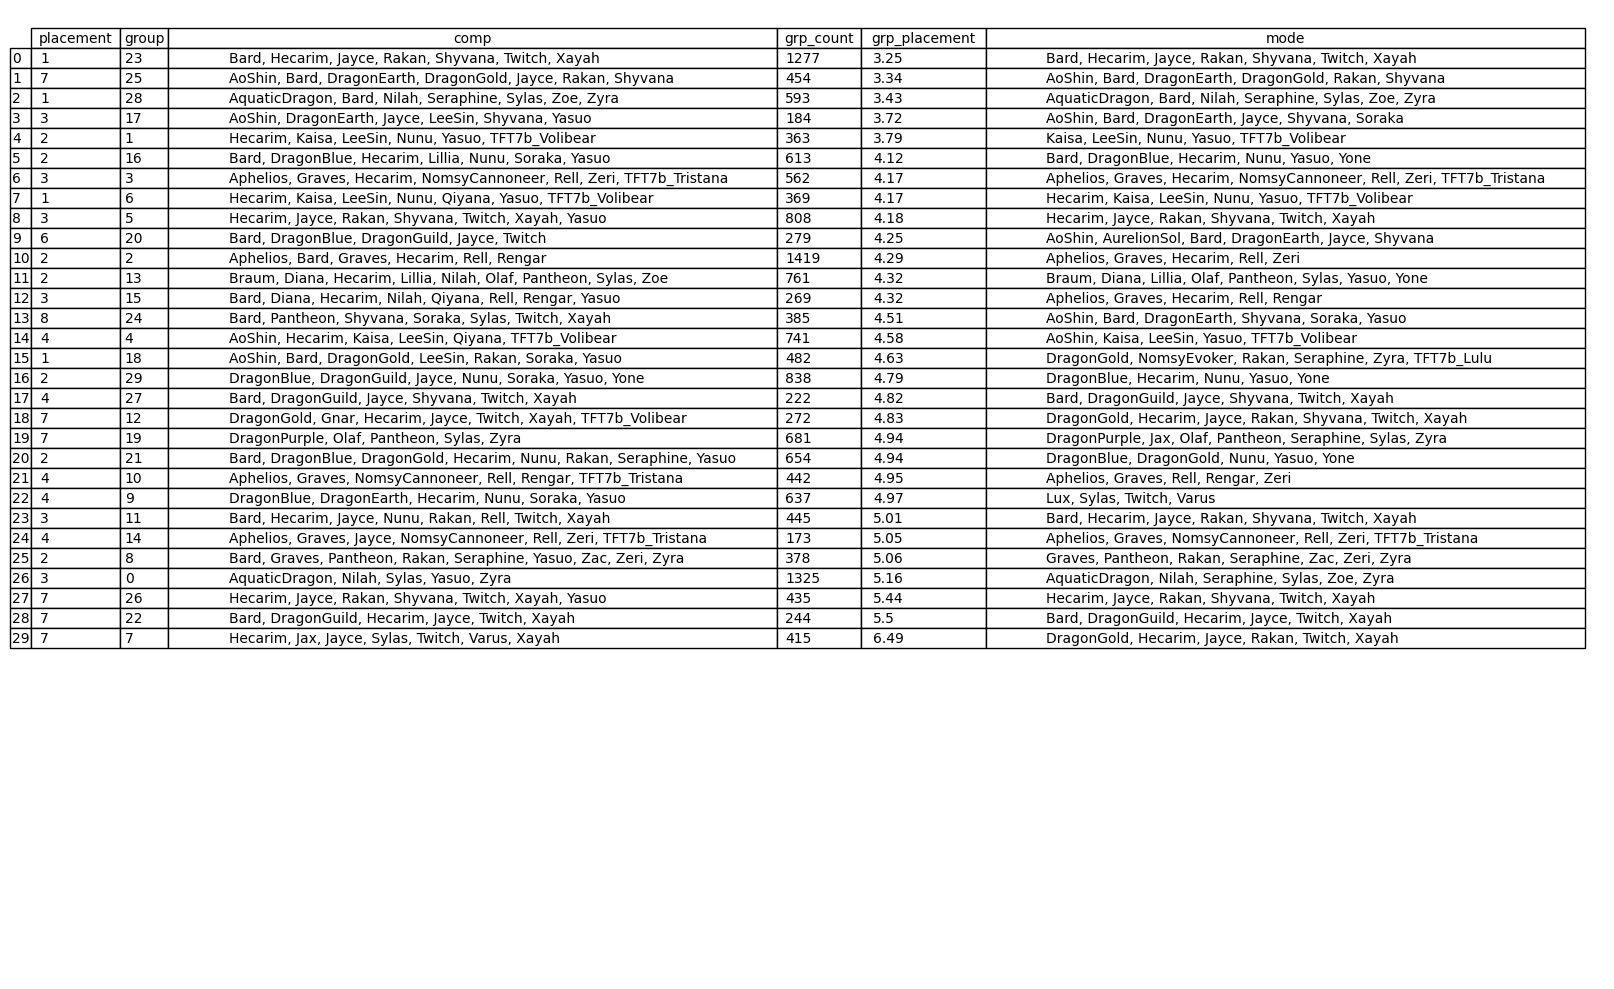 placement group comp grp_count grp_placement mode
0 1 23 Bard, Hecarim, Jayce, Rakan, Shyvana, Twitch, Xayah 1277 3.25 Bard, Hecarim, Jayce, Rakan, Shyvana, Twitch, Xayah
1 7 25 AoShin, Bard, DragonEarth, DragonGold, Jayce, Rakan, Shyvana 454 3.34 AoShin, Bard, DragonEarth, DragonGold, Rakan, Shyvana
2 1 28 AquaticDragon, Bard, Nilah, Seraphine, Sylas, Zoe, Zyra 593 3.43 AquaticDragon, Bard, Nilah, Seraphine, Sylas, Zoe, Zyra
3 3 17 AoShin, DragonEarth, Jayce, LeeSin, Shyvana, Yasuo 184 3.72 AoShin, Bard, DragonEarth, Jayce, Shyvana, Soraka
4 2 1 Hecarim, Kaisa, LeeSin, Nunu, Yasuo, TFT7b_Volibear 363 3.79 Kaisa, LeeSin, Nunu, Yasuo, TFT7b_Volibear
5 2 16 Bard, DragonBlue, Hecarim, Lillia, Nunu, Soraka, Yasuo 613 4.12 Bard, DragonBlue, Hecarim, Nunu, Yasuo, Yone
6 3 3 Aphelios, Graves, Hecarim, NomsyCannoneer, Rell, Zeri, TFT7b_Tristana 562 4.17 Aphelios, Graves, Hecarim, NomsyCannoneer, Rell, Zeri, TFT7b_Tristana
7 1 6 Hecarim, Kaisa, LeeSin, Nunu, Qiyana, Yasuo, TFT7b_Volibear 369 4.17 Hecarim, Kaisa, LeeSin, Nunu, Yasuo, TFT7b_Volibear
8 3 5 Hecarim, Jayce, Rakan, Shyvana, Twitch, Xayah, Yasuo 808 4.18 Hecarim, Jayce, Rakan, Shyvana, Twitch, Xayah
9 6 20 Bard, DragonBlue, DragonGuild, Jayce, Twitch 279 4.25 AoShin, AurelionSol, Bard, DragonEarth, Jayce, Shyvana
10 2 2 Aphelios, Bard, Graves, Hecarim, Rell, Rengar 1419 4.29 Aphelios, Graves, Hecarim, Rell, Zeri
11 2 13 Braum, Diana, Hecarim, Lillia, Nilah, Olaf, Pantheon, Sylas, Zoe 761 4.32 Braum, Diana, Lillia, Olaf, Pantheon, Sylas, Yasuo, Yone
12 3 15 Bard, Diana, Hecarim, Nilah, Qiyana, Rell, Rengar, Yasuo 269 4.32 Aphelios, Graves, Hecarim, Rell, Rengar
13 8 24 Bard, Pantheon, Shyvana, Soraka, Sylas, Twitch, Xayah 385 4.51 AoShin, Bard, DragonEarth, Shyvana, Soraka, Yasuo
14 4 4 AoShin, Hecarim, Kaisa, LeeSin, Qiyana, TFT7b_Volibear 741 4.58 AoShin, Kaisa, LeeSin, Yasuo, TFT7b_Volibear
15 1 18 AoShin, Bard, DragonGold, LeeSin, Rakan, Soraka, Yasuo 482 4.63 DragonGold, NomsyEvoker, Rakan, Seraphine, Zyra, TFT7b_Lulu
16 2 29 DragonBlue, DragonGuild, Jayce, Nunu, Soraka, Yasuo, Yone 838 4.79 DragonBlue, Hecarim, Nunu, Yasuo, Yone
17 4 27 Bard, DragonGuild, Jayce, Shyvana, Twitch, Xayah 222 4.82 Bard, DragonGuild, Jayce, Shyvana, Twitch, Xayah
18 7 12 DragonGold, Gnar, Hecarim, Jayce, Twitch, Xayah, TFT7b_Volibear 272 4.83 DragonGold, Hecarim, Jayce, Rakan, Shyvana, Twitch, Xayah
19 7 19 DragonPurple, Olaf, Pantheon, Sylas, Zyra 681 4.94 DragonPurple, Jax, Olaf, Pantheon, Seraphine, Sylas, Zyra
20 2 21 Bard, DragonBlue, DragonGold, Hecarim, Nunu, Rakan, Seraphine, Yasuo 654 4.94 DragonBlue, DragonGold, Nunu, Yasuo, Yone
21 4 10 Aphelios, Graves, NomsyCannoneer, Rell, Rengar, TFT7b_Tristana 442 4.95 Aphelios, Graves, Rell, Rengar, Zeri
22 4 9 DragonBlue, DragonEarth, Hecarim, Nunu, Soraka, Yasuo 637 4.97 Lux, Sylas, Twitch, Varus
23 3 11 Bard, Hecarim, Jayce, Nunu, Rakan, Rell, Twitch, Xayah 445 5.01 Bard, Hecarim, Jayce, Rakan, Shyvana, Twitch, Xayah
24 4 14 Aphelios, Graves, Jayce, NomsyCannoneer, Rell, Zeri, TFT7b_Tristana 173 5.05 Aphelios, Graves, NomsyCannoneer, Rell, Zeri, TFT7b_Tristana
25 2 8 Bard, Graves, Pantheon, Rakan, Seraphine, Yasuo, Zac, Zeri, Zyra 378 5.06 Graves, Pantheon, Rakan, Seraphine, Zac, Zeri, Zyra
26 3 0 AquaticDragon, Nilah, Sylas, Yasuo, Zyra 1325 5.16 AquaticDragon, Nilah, Seraphine, Sylas, Zoe, Zyra
27 7 26 Hecarim, Jayce, Rakan, Shyvana, Twitch, Xayah, Yasuo 435 5.44 Hecarim, Jayce, Rakan, Shyvana, Twitch, Xayah
28 7 22 Bard, DragonGuild, Hecarim, Jayce, Twitch, Xayah 244 5.5 Bard, DragonGuild, Hecarim, Jayce, Twitch, Xayah
29 7 7 Hecarim, Jax, Jayce, Sylas, Twitch, Varus, Xayah 415 6.49 DragonGold, Hecarim, Jayce, Rakan, Twitch, Xayah